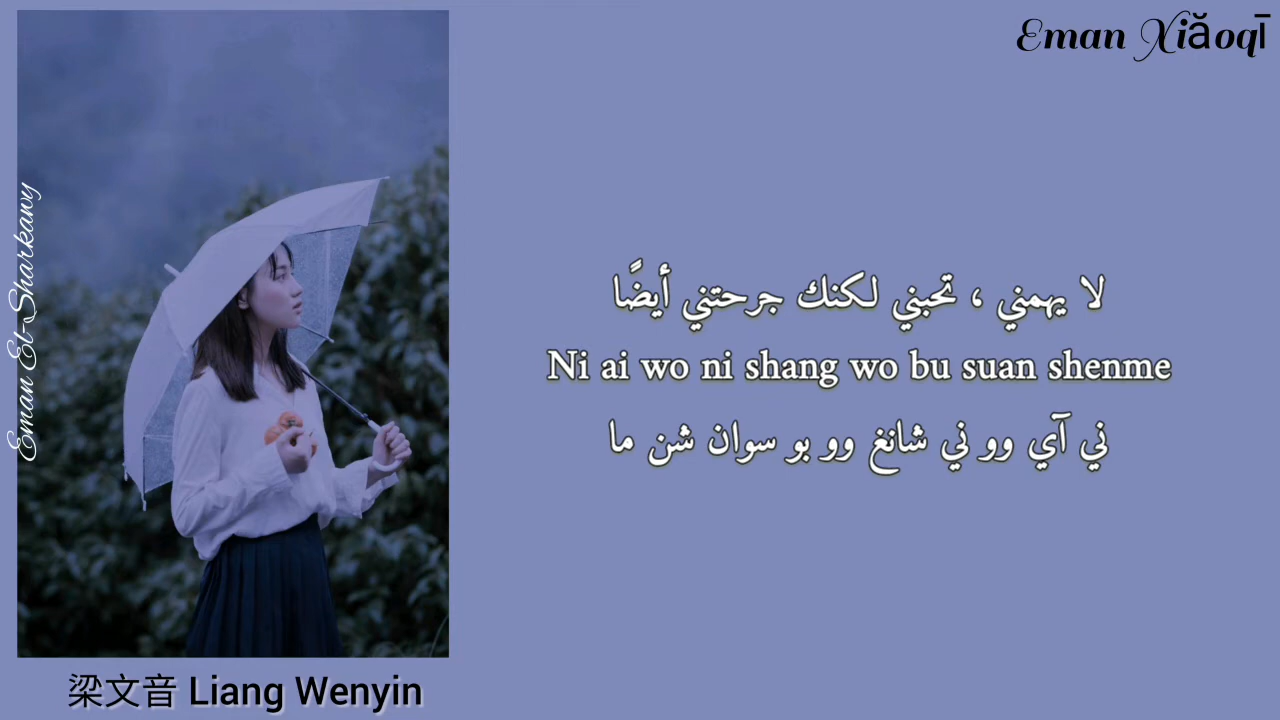 Eman Xiǎoqī
Eman El-Sharkawy
لا يهمني ، تحبني لكنك جرحتني أيضًا
Ni ai wo ni shang wo bu suan shenme
ني آي وو ني شانغ وو بو سوان شن ما
梁文音 Liang Wenyin